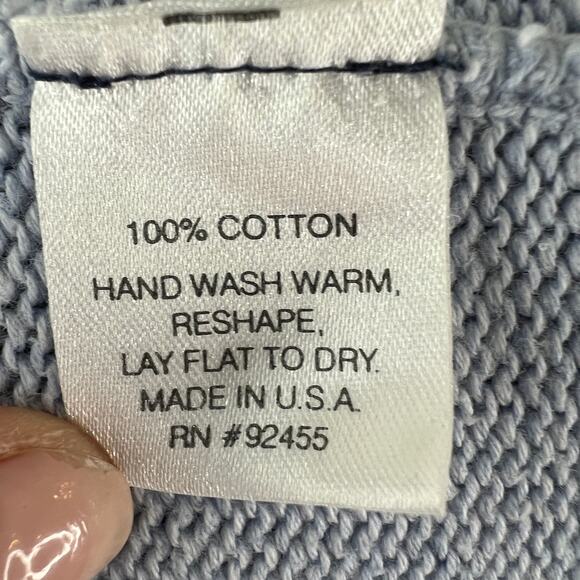 100% COTTON
HAND WASH WARM,
RESHAPE,
LAY FLAT TO DRY.
MADE IN U.S.A.
RN #92455